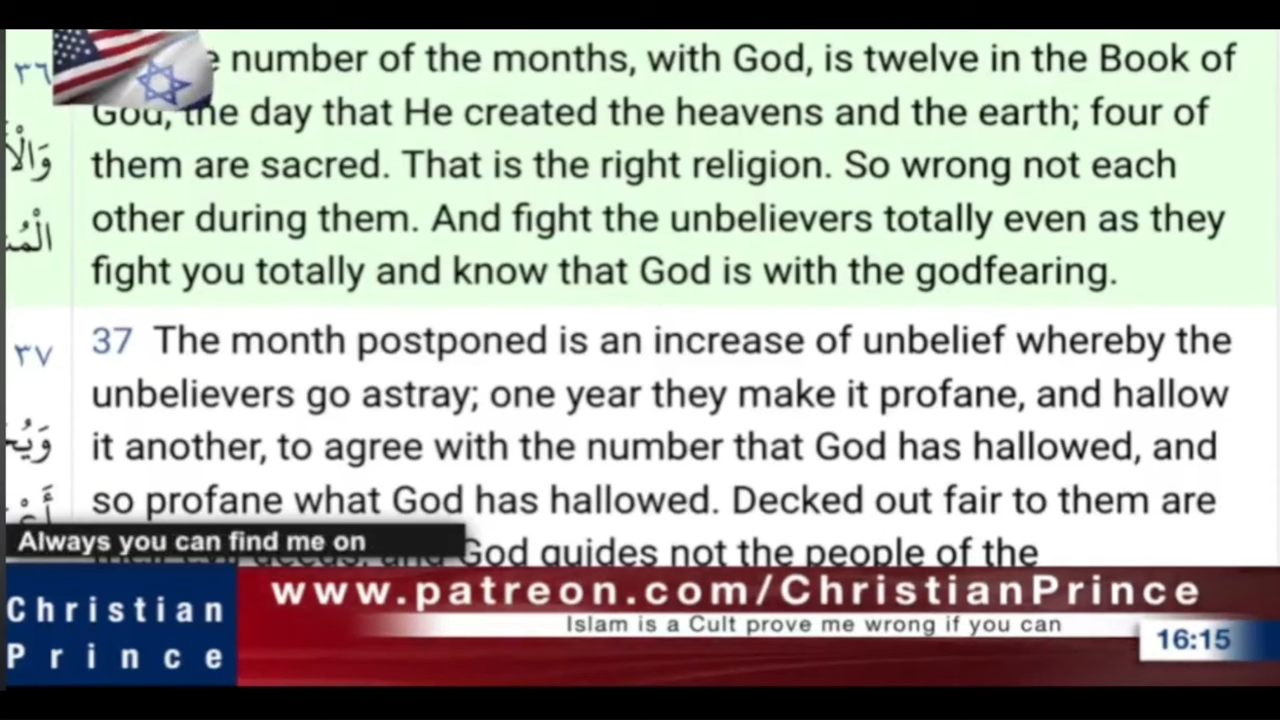 ٣٦
number of the months, with God, is twelve in the Book of
God, the day that He created the heavens and the earth; four of
them are sacred. That is the right religion. So wrong not each
other during them. And fight the unbelievers totally even as they
fight you totally and know that God is with the godfearing.
٣٧
37 The month postponed is an increase of unbelief whereby the
unbelievers go astray; one year they make it profane, and hallow
it another, to agree with the number that God has hallowed, and
so profane what God has hallowed. Decked out fair to them are
God guides not the people of the
Always you can find me on
www.patreon.com/ChristianPrince
Islam is a Cult prove me wrong if you can
Christian
Prince
16:15